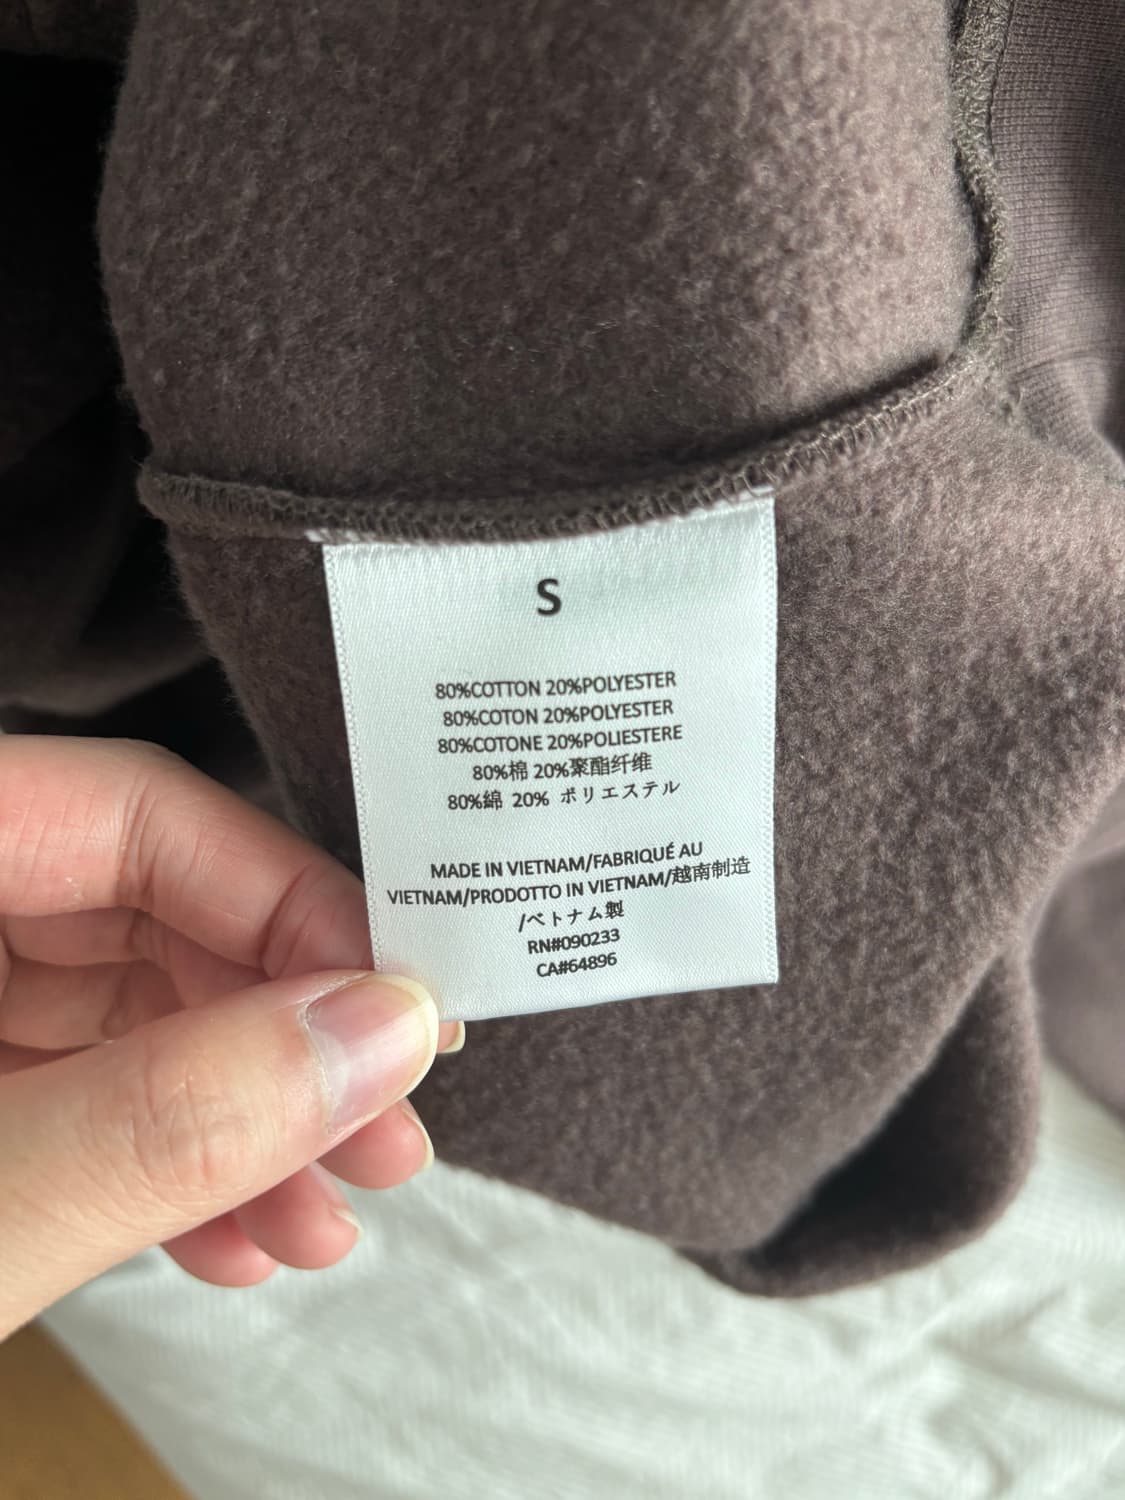 S
80%COTTON 20%POLYESTER
80%COTON 20%POLYESTER
80%COTONE 20%POLIESTERE
80%棉 20%聚酯纤维
80%綿 20% ポリエステル
MADE IN VIETNAM/FABRIQUÉ AU
VIETNAM/PRODOTTO IN VIETNAM/越南制造
/ベトナム製
RN#090233
CA#64896